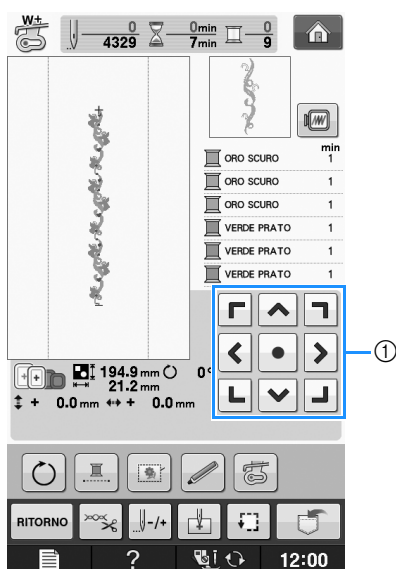 W+ 0 4329 0min 7min 0 9
min
ORO SCURO 1
ORO SCURO 1
ORO SCURO 1
VERDE PRATO 1
VERDE PRATO 1
VERDE PRATO 1
①
194.9 mm 0°
21.2 mm
+ 0.0 mm + 0.0 mm
RITORNO -/+
? 12:00